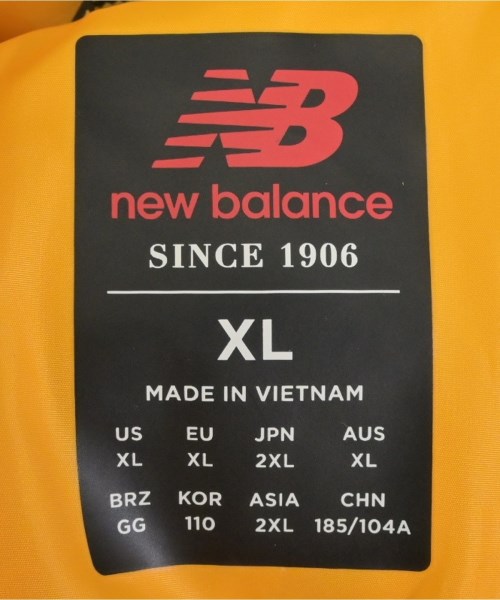 NB
new balance
SINCE 1906
XL
MADE IN VIETNAM
US EU JPN AUS
XL XL 2XL XL
BRZ KOR ASIA CHN
GG 110 2XL 185/104A